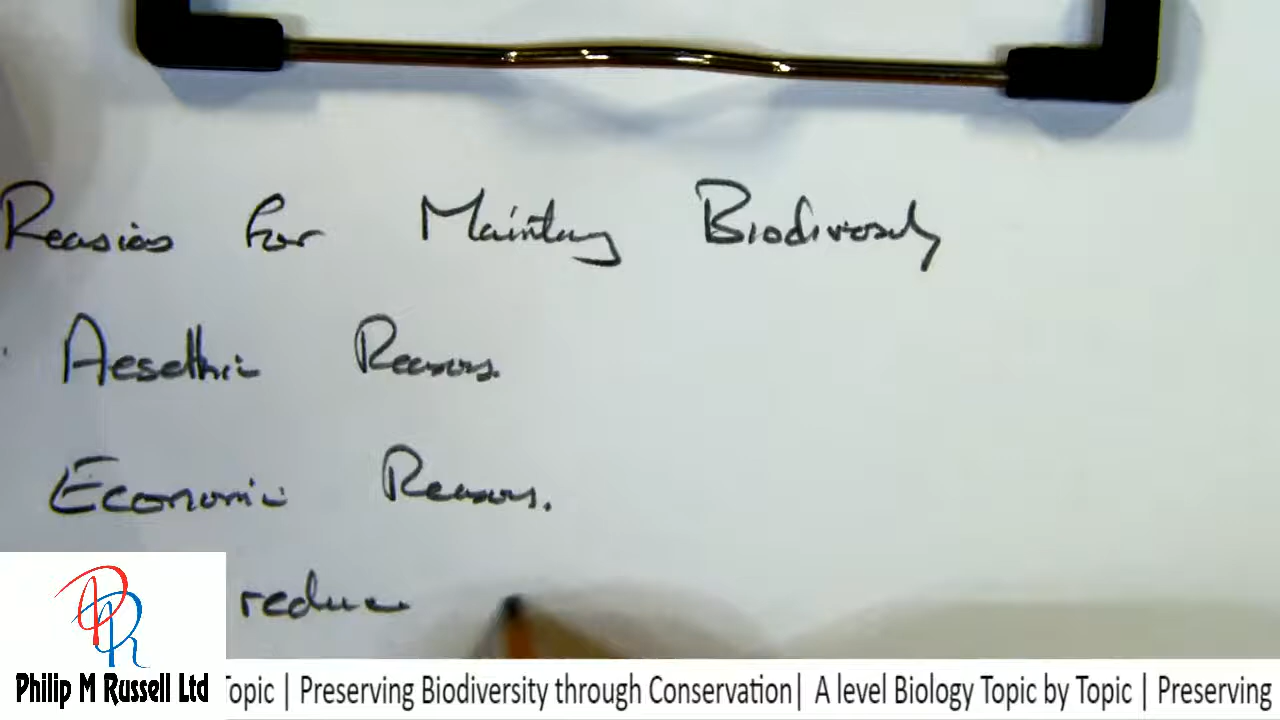 Reasons for Maintaing Biodiversity
Aesethic Reasons.
Economic Reasons.
reduce
Philip M Russell Ltd
Topic | Preserving Biodiversity through Conservation| A level Biology Topic by Topic | Preserving